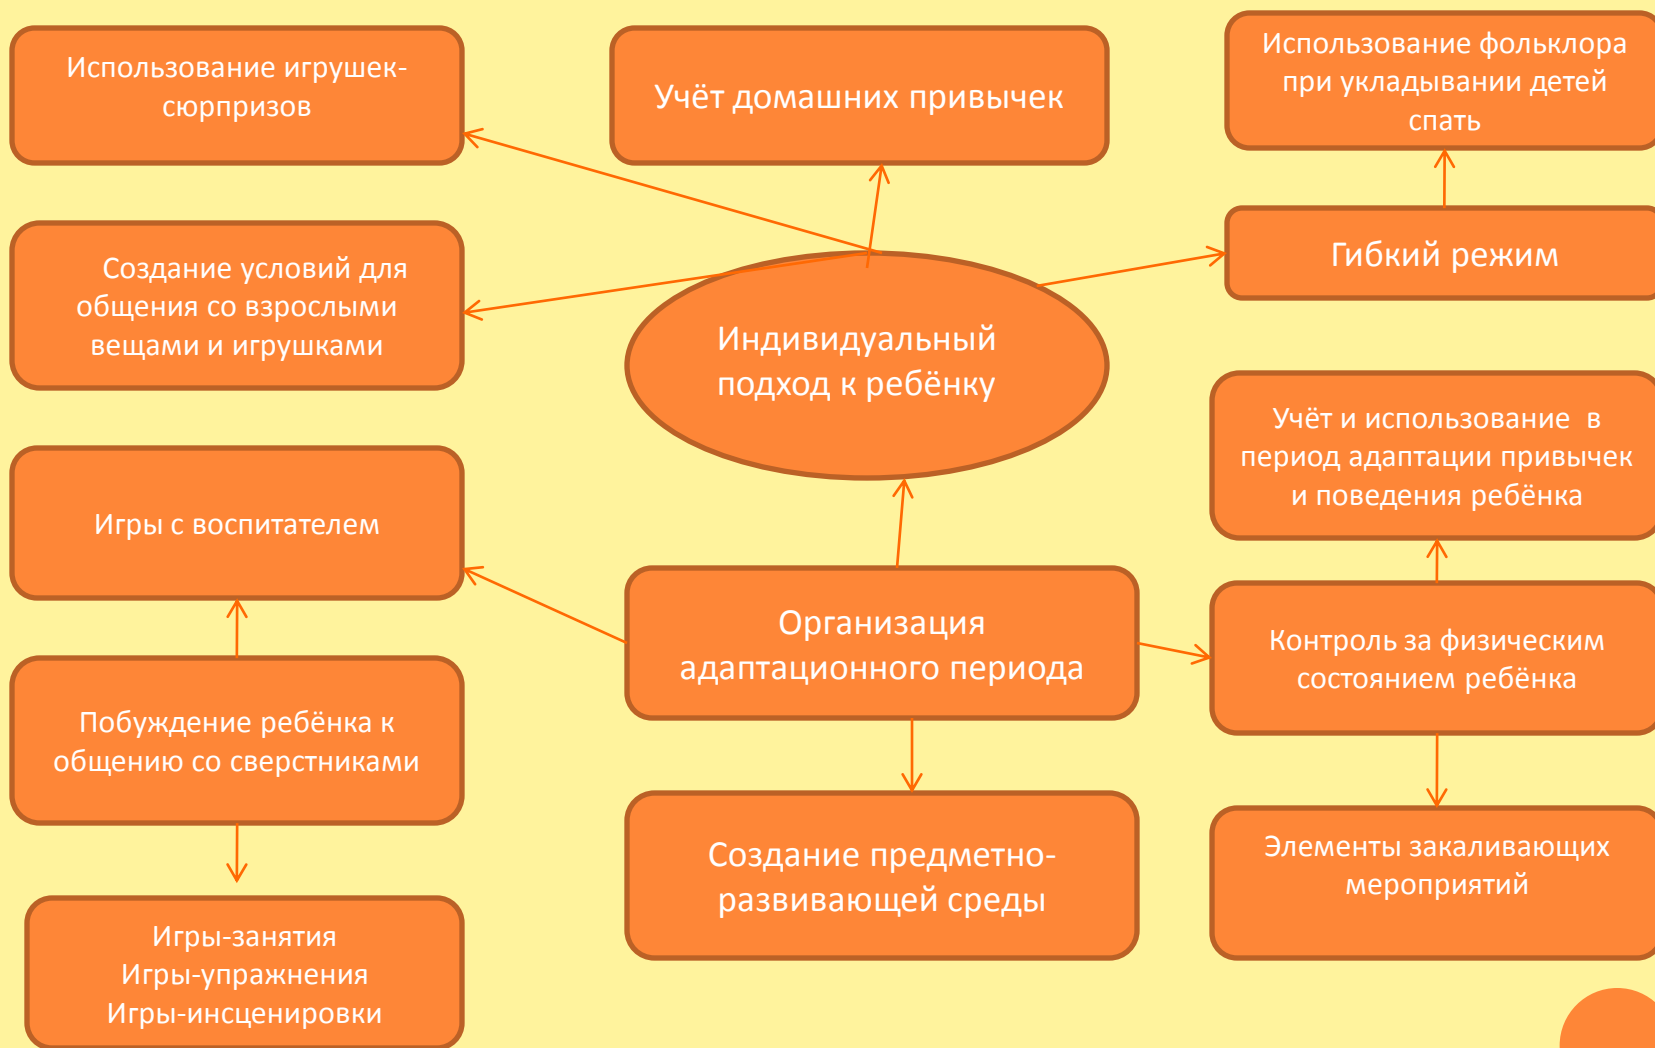 Использование игрушек-
сюрпризов
Учёт домашних привычек
Использование фольклора
при укладывании детей
спать
Создание условий для
общения со взрослыми
вещами и игрушками
Гибкий режим
Индивидуальный
подход к ребёнку
Учёт и использование в
период адаптации привычек
и поведения ребёнка
Игры с воспитателем
Организация
адаптационного периода
Контроль за физическим
состоянием ребёнка
Побуждение ребёнка к
общению со сверстниками
Создание предметно-
развивающей среды
Элементы закаливающих
мероприятий
Игры-занятия
Игры-упражнения
Игры-инсценировки